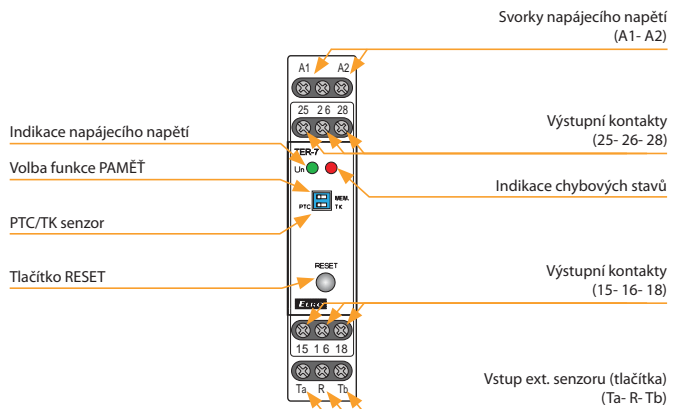 Svorky napájecího napětí
(A1- A2)
A1 A2
25 26 28
Výstupní kontakty
(25- 26- 28)
Indikace napájecího napětí
TER-7
Un
Volba funkce PAMĚŤ
Indikace chybových stavů
MEM.
PTC TK
PTC/TK senzor
RESET
Tlačítko RESET
Výstupní kontakty
(15- 16- 18)
15 16 18
Vstup ext. senzoru (tlačítka)
(Ta- R- Tb)
Ta R Tb